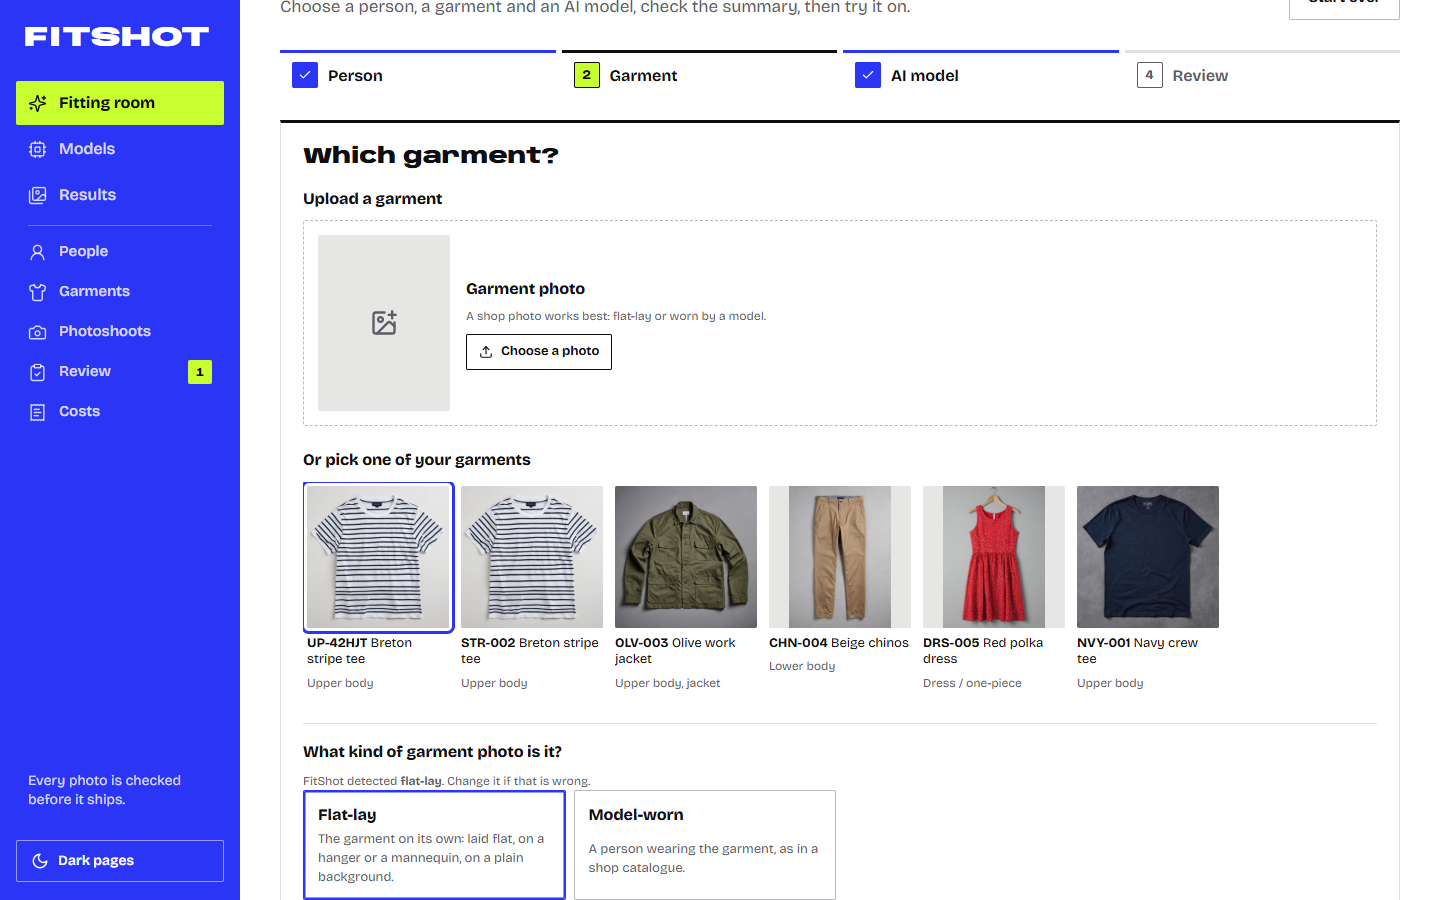 FITSHOT
Fitting room
Models
Results
People
Garments
Photoshoots
Review
1
Costs
Every photo is checked
before it ships.
Dark pages
Choose a person, a garment and an AI model, check the summary, then try it on.
Person
2
Garment
AI model
4
Review
Which garment?
Upload a garment
Garment photo
A shop photo works best: flat-lay or worn by a model.
Choose a photo
Or pick one of your garments
UP-42HJT Breton
stripe tee
Upper body
STR-002 Breton stripe
tee
Upper body
OLV-003 Olive work
jacket
Upper body, jacket
CHN-004 Beige chinos
Lower body
DRS-005 Red polka
dress
Dress / one-piece
NVY-001 Navy crew
tee
Upper body
What kind of garment photo is it?
FitShot detected flat-lay. Change it if that is wrong.
Flat-lay
The garment on its own: laid flat, on a
hanger or a mannequin, on a plain
background.
Model-worn
A person wearing the garment, as in a
shop catalogue.